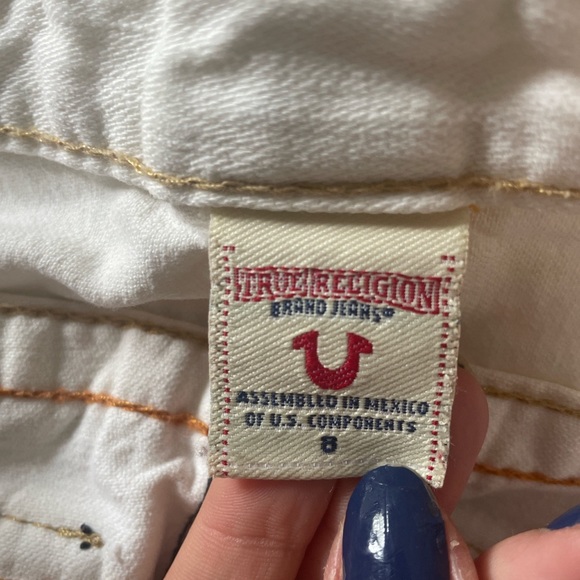 TRUE RELIGION
BRAND JEANS®
ASSEMBLED IN MEXICO
OF U.S. COMPONENTS
8